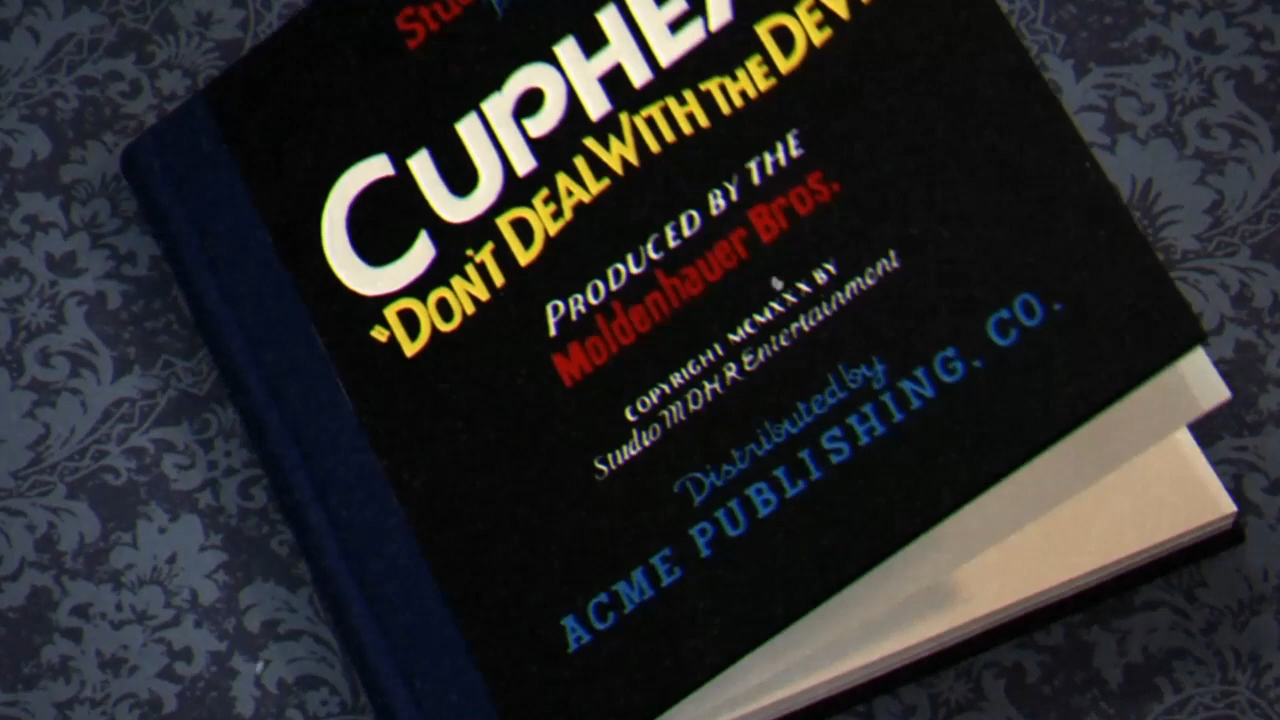 CUPHEA
"DON'T DEAL WITH THE DEV
PRODUCED BY THE
Moldenhauer Bros.
COPYRIGHT MCMXXX BY
Studio MDHR Entertainment
Distributed by
ACME PUBLISHING. CO.